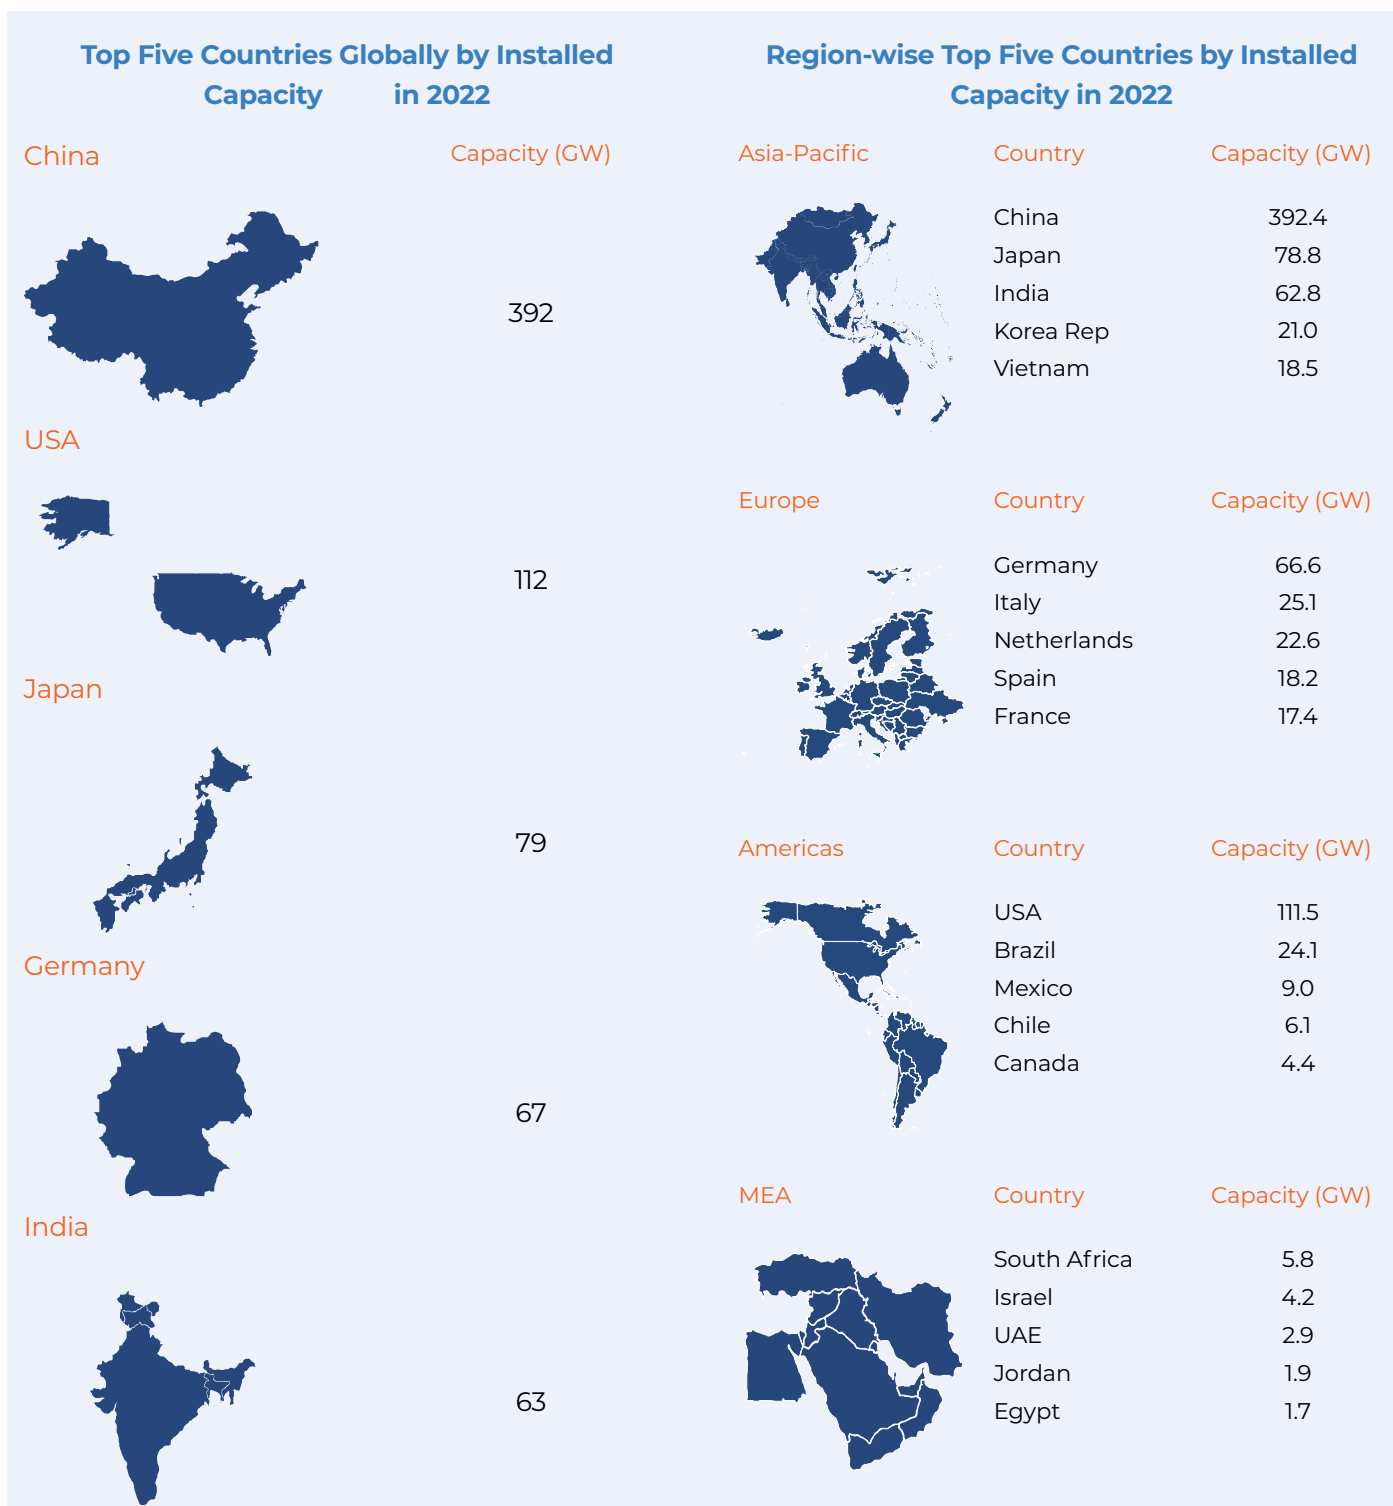 Top Five Countries Globally by Installed
Capacity in 2022
China
Capacity (GW)
392
USA
112
Japan
79
Germany
67
India
63
Region-wise Top Five Countries by Installed
Capacity in 2022
Asia-Pacific Country Capacity (GW)
China 392.4
Japan 78.8
India 62.8
Korea Rep 21.0
Vietnam 18.5
Europe Country Capacity (GW)
Germany 66.6
Italy 25.1
Netherlands 22.6
Spain 18.2
France 17.4
Americas Country Capacity (GW)
USA 111.5
Brazil 24.1
Mexico 9.0
Chile 6.1
Canada 4.4
MEA Country Capacity (GW)
South Africa 5.8
Israel 4.2
UAE 2.9
Jordan 1.9
Egypt 1.7